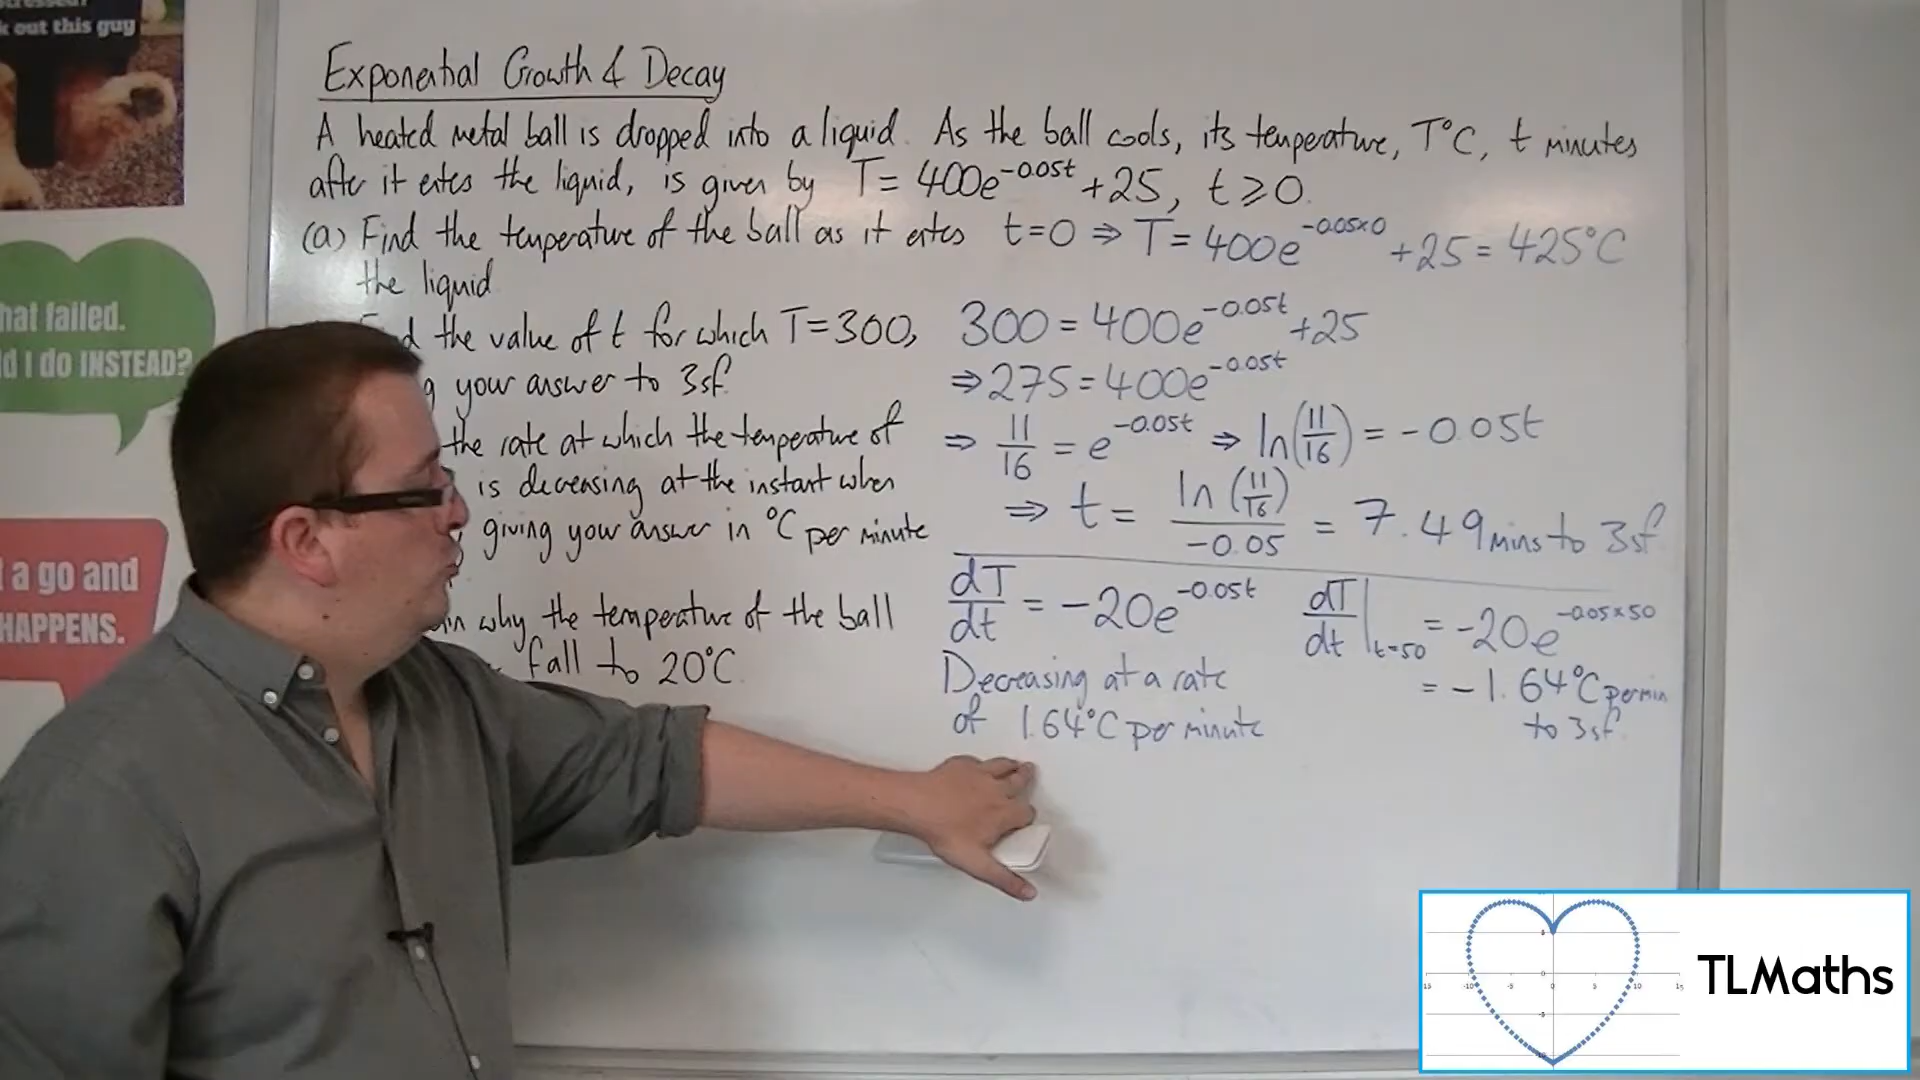 out this guy
hat failed.
I do INSTEAD?
a go and
HAPPENS.
Exponential Growth & Decay
A heated metal ball is dropped into a liquid. As the ball cools, its temperature, T°C, t minutes
after it enters the liquid, is given by T = 400e^{-0.05t} + 25, t ⩾ 0.
(a) Find the temperature of the ball as it enters t=0 ⇒ T = 400e^{-0.05×0} + 25 = 425°C
the liquid
the value of t for which T=300,
your answer to 3sf.
the rate at which the temperature of
is decreasing at the instant when
giving your answer in °C per minute
why the temperature of the ball
fall to 20°C.
300 = 400e^{-0.05t} + 25
⇒ 275 = 400e^{-0.05t}
⇒ 11/16 = e^{-0.05t} ⇒ ln(11/16) = -0.05t
⇒ t = ln(11/16) / -0.05 = 7.49 mins to 3sf
dT/dt = -20e^{-0.05t}
dT/dt |t=50 = -20e^{-0.05×50}
= -1.64°C per min
to 3sf.
Decreasing at a rate
of 1.64°C per minute
TLMaths